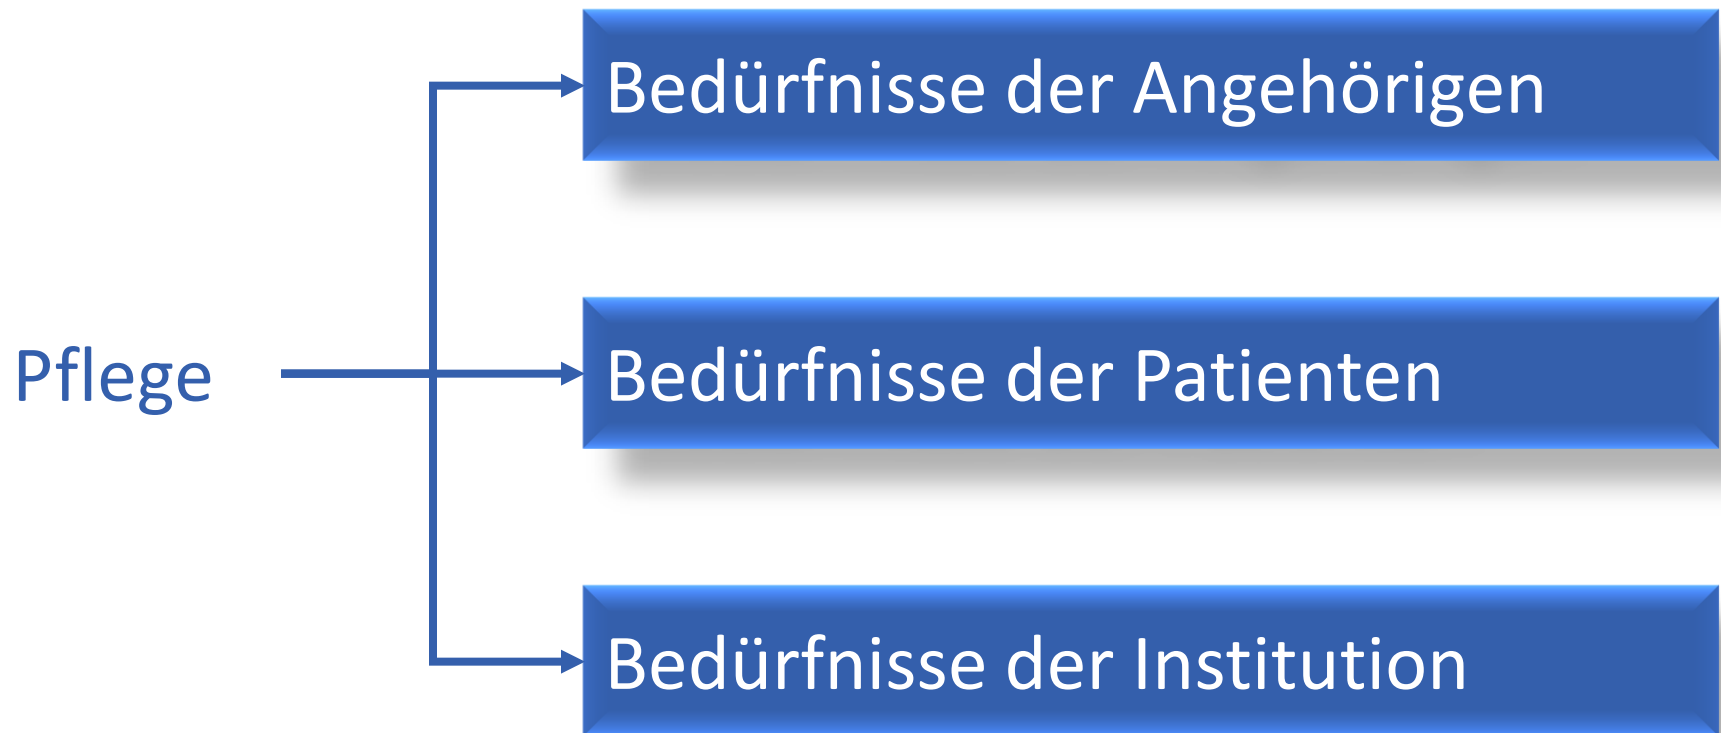 Bedürfnisse der Angehörigen
Pflege
Bedürfnisse der Patienten
Bedürfnisse der Institution